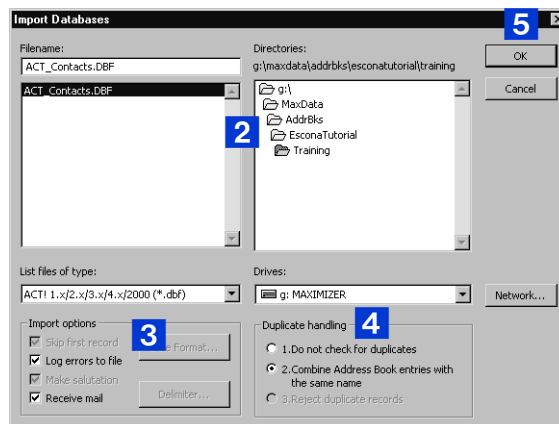 Import Databases
5
Filename:
Directories:
ACT_Contacts.DBF
g:\maxdata\addrbks\esconatutorial\training
OK
ACT_Contacts.DBF
g:\
Cancel
MaxData
AddrBks
2
EsconaTutorial
Training
List files of type:
Drives:
ACT! 1.x/2.x/3.x/4.x/2000 (*.dbf)
g: MAXIMIZER
Network...
Import options
3
Duplicate handling
4
Skip first record
Format...
1.Do not check for duplicates
Log errors to file
2.Combine Address Book entries with
the same name
Make salutation
Receive mail
Delimiter...
3.Reject duplicate records